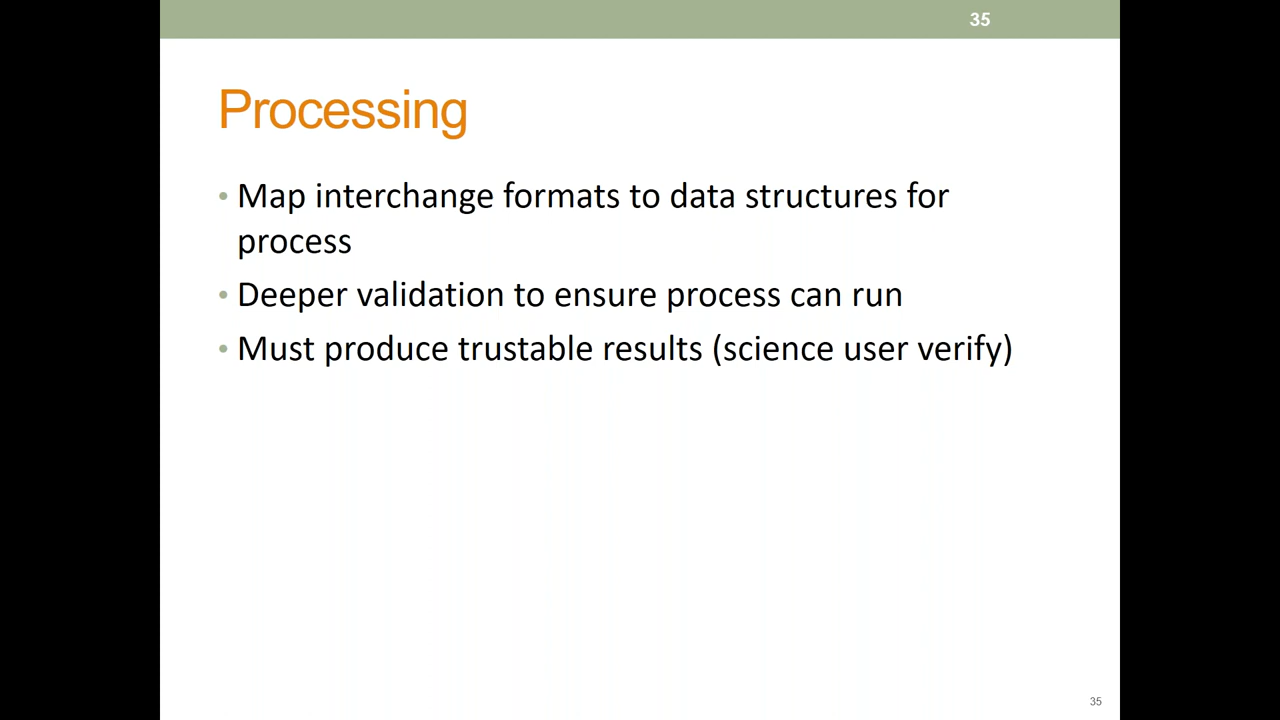 35
Processing
• Map interchange formats to data structures for
process
• Deeper validation to ensure process can run
• Must produce trustable results (science user verify)
35